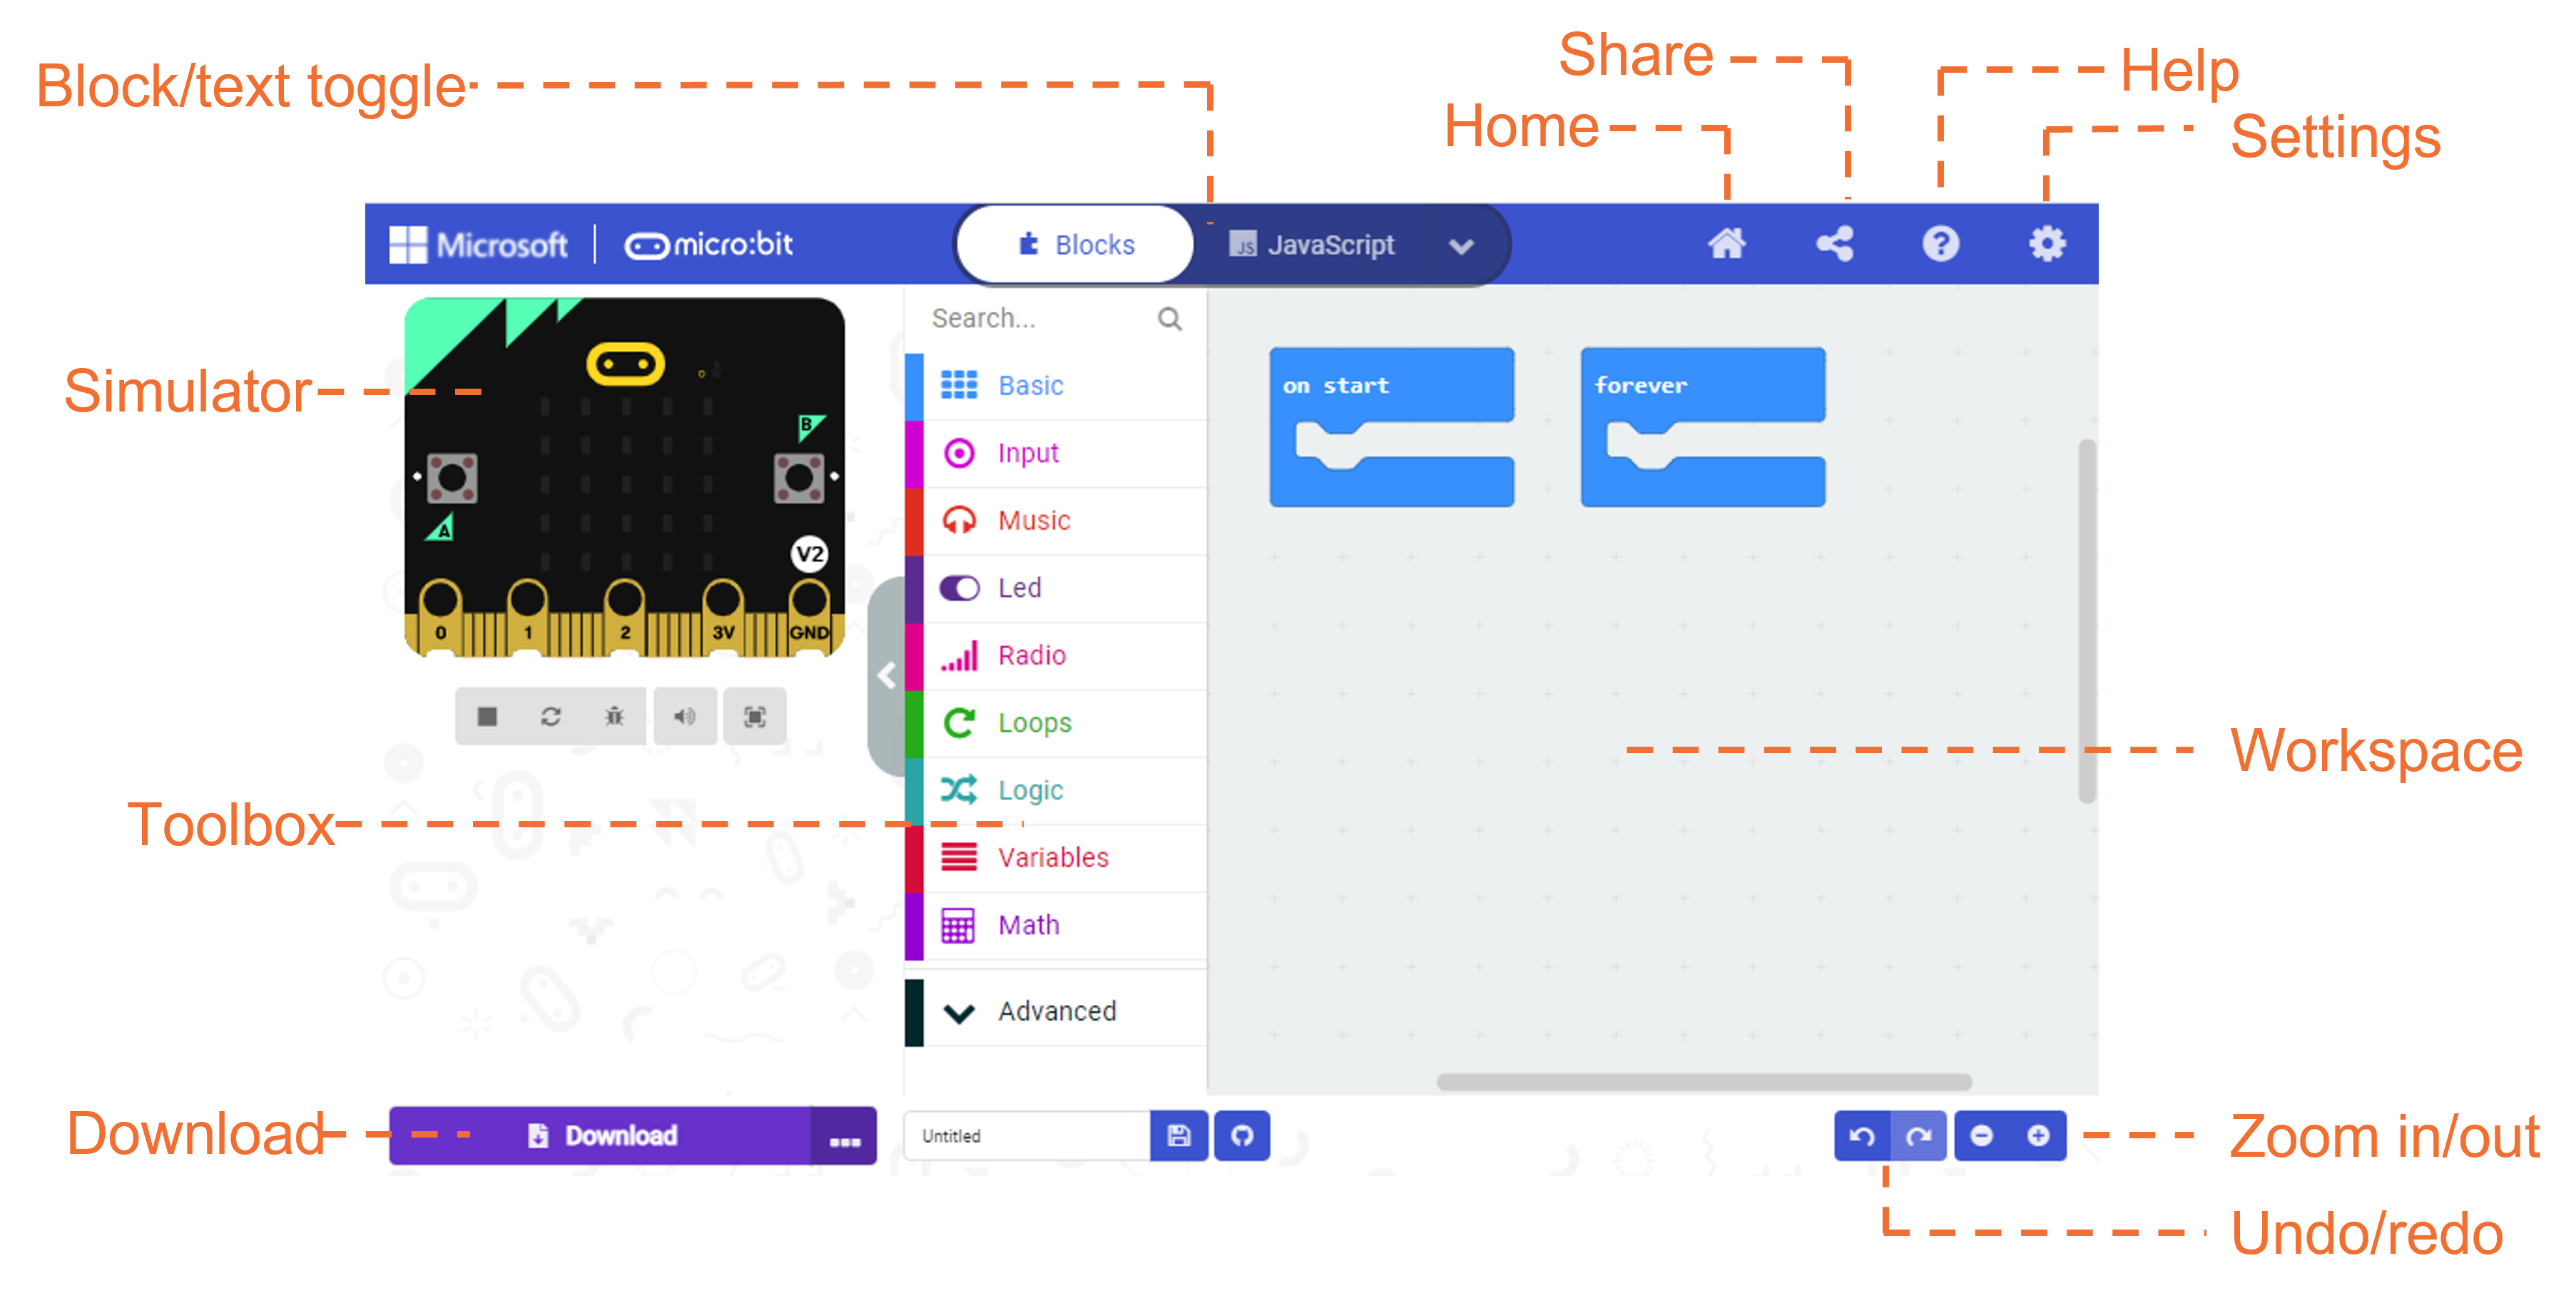 Block/text toggle
Share
Help
Home
Settings
Microsoft
micro:bit
Blocks
JS JavaScript
Simulator
B
A
V2
0 1 2 3V GND
Search...
Basic
Input
Music
Led
Radio
Loops
Logic
Variables
Math
Advanced
on start
forever
Workspace
Toolbox
Download
Download
...
Untitled
Zoom in/out
Undo/redo